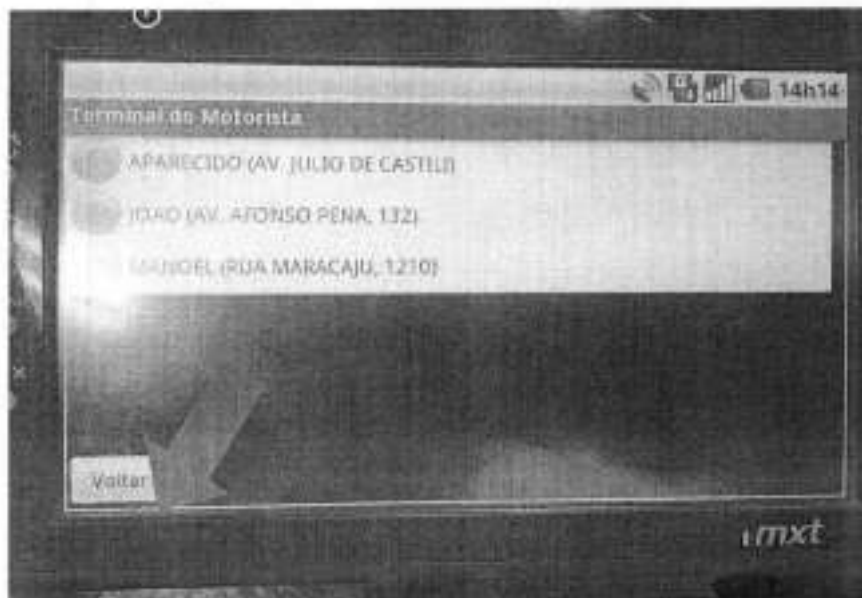 14h14
Terminal do Motorista
APARECIDO (AV. JULIO DE CASTILI)
JOAO (AV. AFONSO PENA, 132)
MANOEL (RUA MARACAJU, 1210)
Voltar
mxt